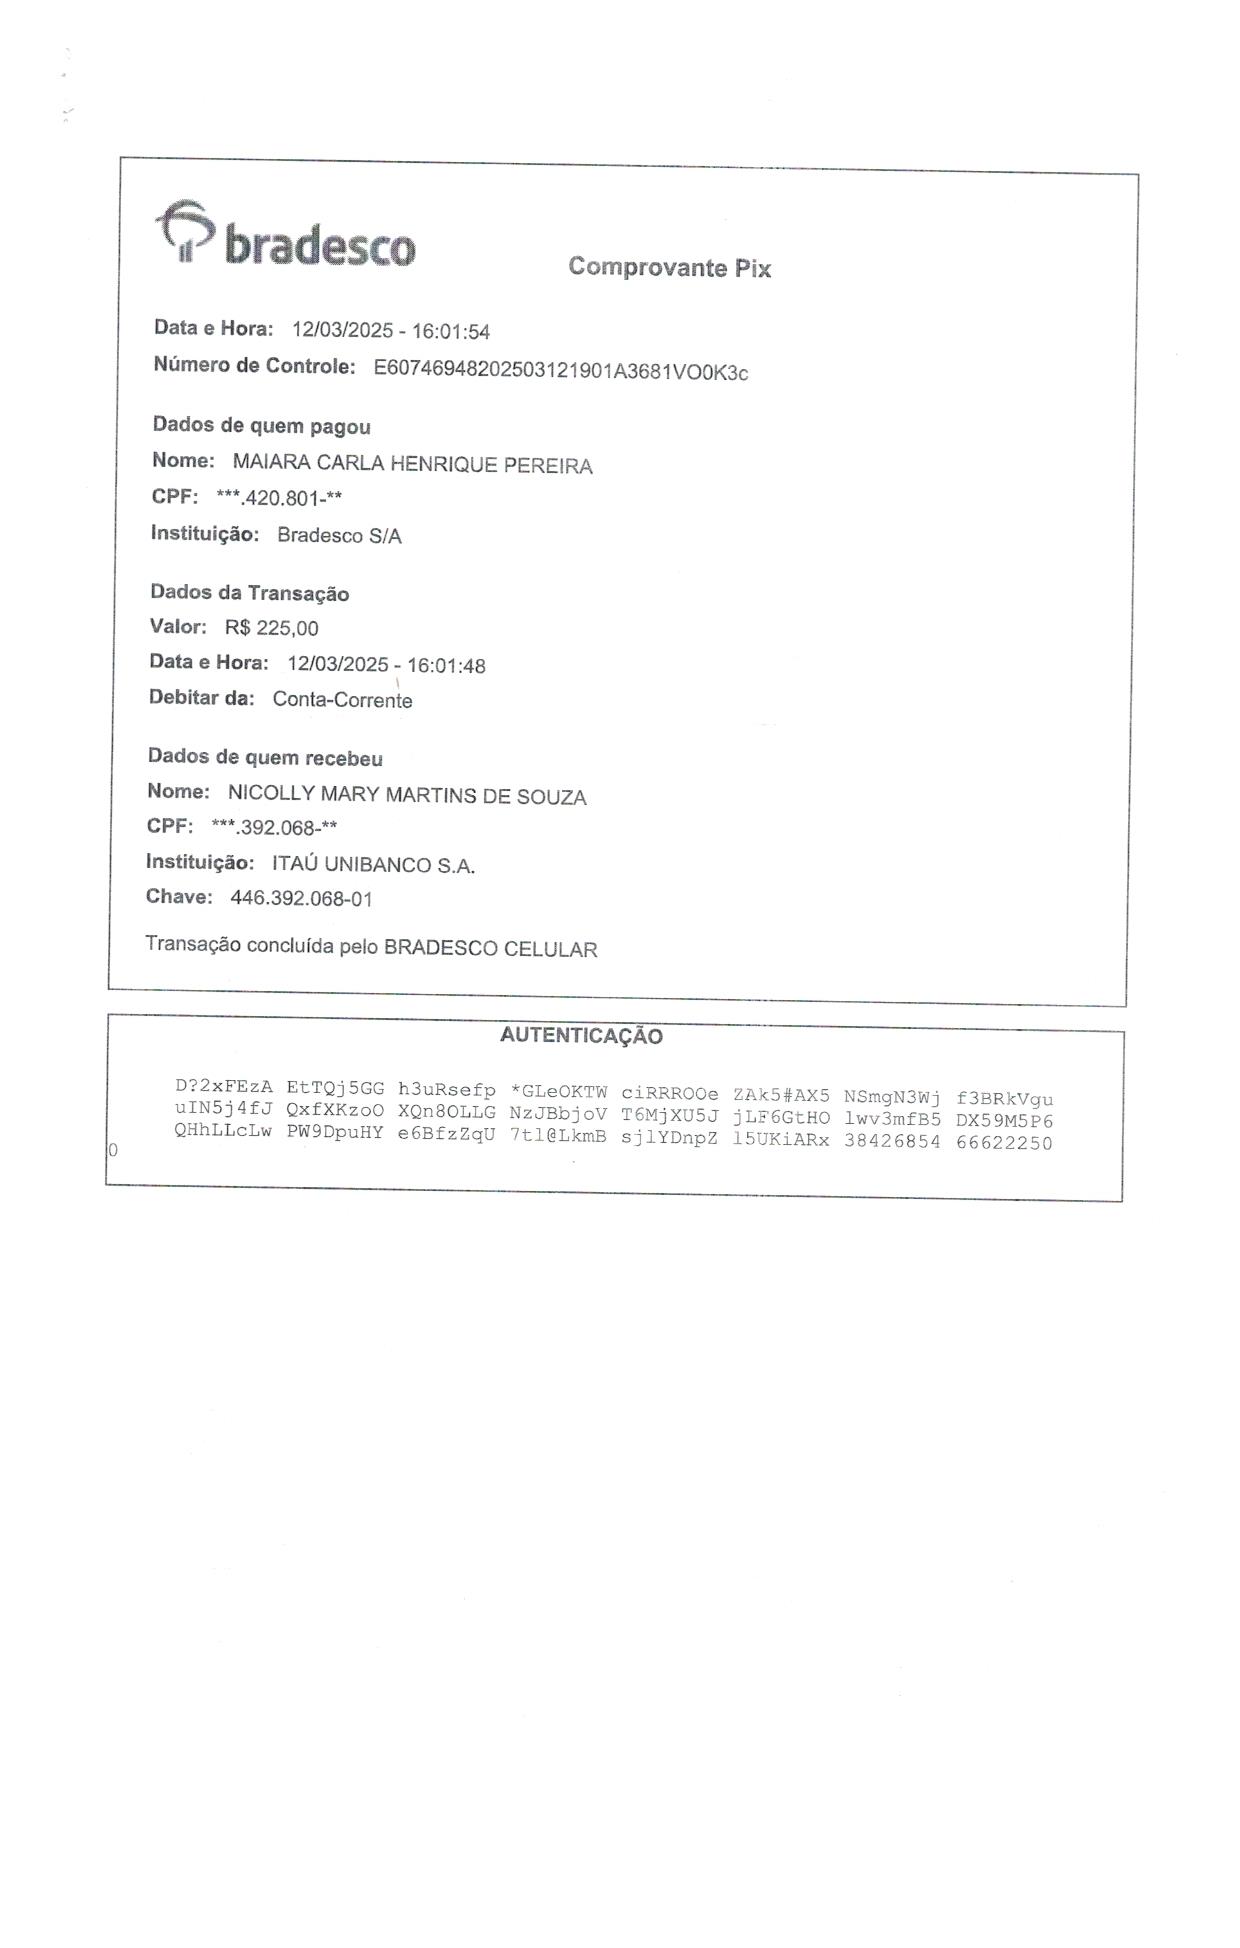 bradesco
Comprovante Pix
Data e Hora: 12/03/2025 - 16:01:54
Número de Controle: E60746948202503121901A3681VO0K3c
Dados de quem pagou
Nome: MAIARA CARLA HENRIQUE PEREIRA
CPF: ***.420.801-**
Instituição: Bradesco S/A
Dados da Transação
Valor: R$ 225,00
Data e Hora: 12/03/2025 - 16:01:48
Debitar da: Conta-Corrente
Dados de quem recebeu
Nome: NICOLLY MARY MARTINS DE SOUZA
CPF: ***.392.068-**
Instituição: ITAÚ UNIBANCO S.A.
Chave: 446.392.068-01
Transação concluída pelo BRADESCO CELULAR
AUTENTICAÇÃO
D?2xFEzA EtTQj5GG h3uRsefp *GLeOKTW ciRRROOe ZAk5#AX5 NSmgN3Wj f3BRkVgu
uIN5j4fJ QxfXKzoO XQn8OLLG NzJBbjoV T6MjXU5J jLF6GtHO lwv3mfB5 DX59M5P6
QHhLLcLw PW9DpuHY e6BfzZqU 7tl@LkmB sjlYDnpZ l5UKiARx 38426854 66622250
0